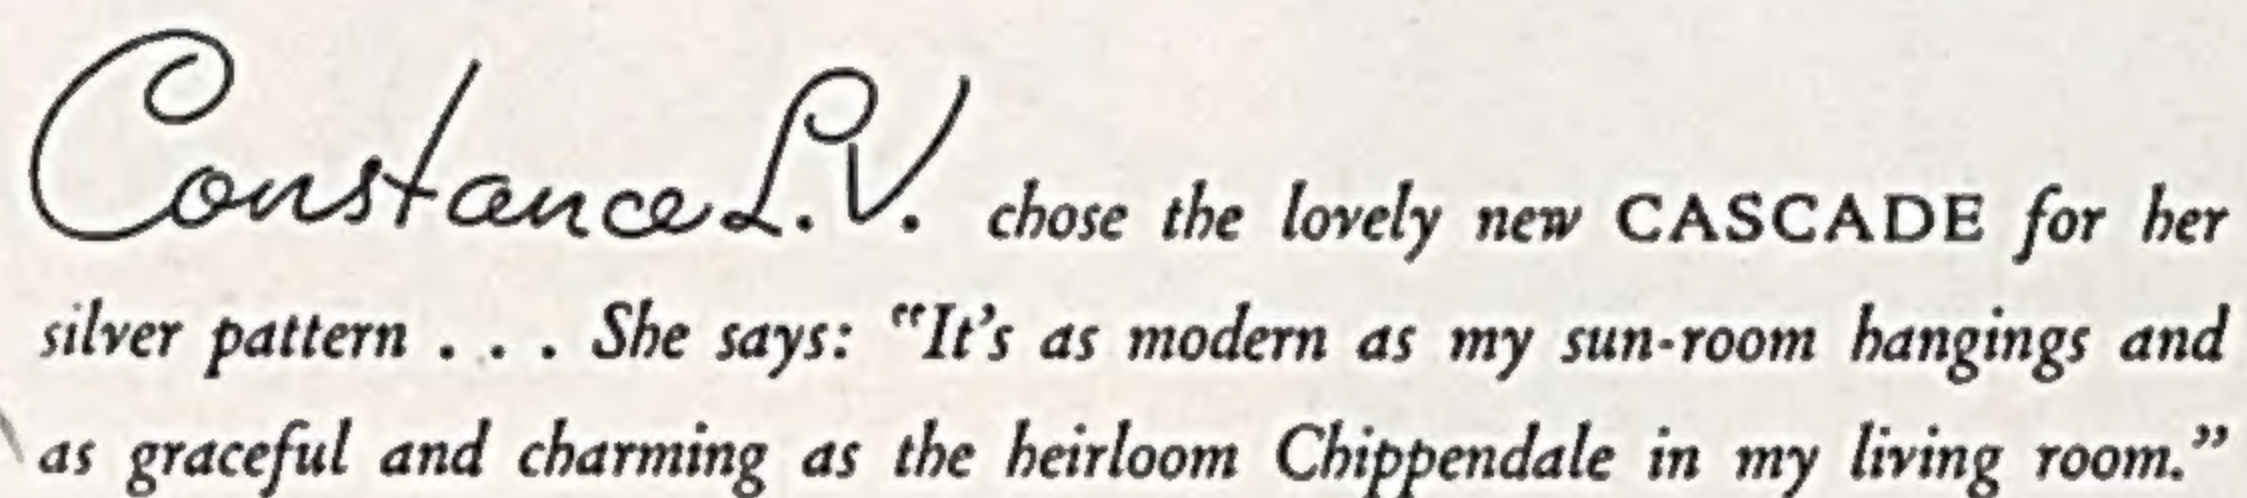 Constance L.V. chose the lovely new CASCADE for her
silver pattern . . . She says: "It's as modern as my sun-room hangings and
as graceful and charming as the heirloom Chippendale in my living room."